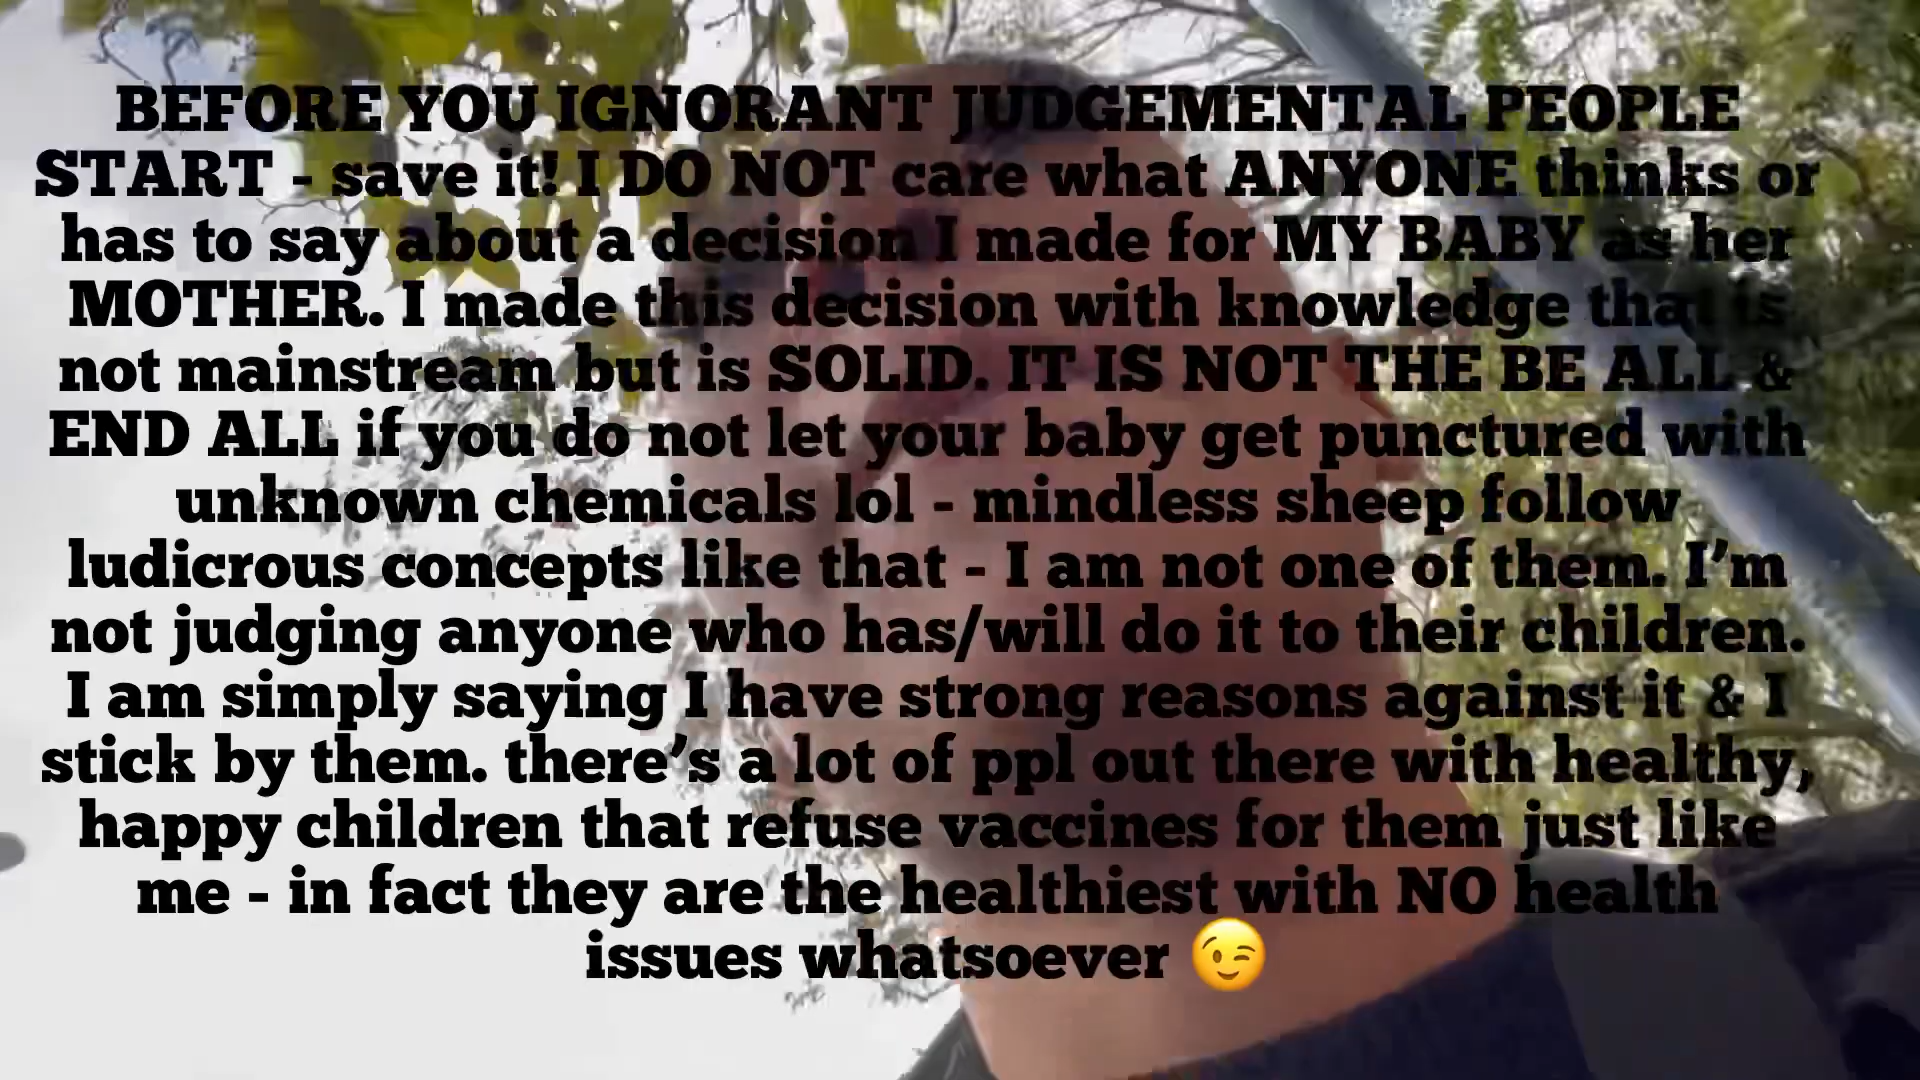 BEFORE YOU IGNORANT JUDGEMENTAL PEOPLE
START - save it! I DO NOT care what ANYONE thinks or
has to say about a decision I made for MY BABY as her
MOTHER. I made this decision with knowledge that is
not mainstream but is SOLID. IT IS NOT THE BE ALL &
END ALL if you do not let your baby get punctured with
unknown chemicals lol - mindless sheep follow
ludicrous concepts like that - I am not one of them. I’m
not judging anyone who has/will do it to their children.
I am simply saying I have strong reasons against it & I
stick by them. there’s a lot of ppl out there with healthy,
happy children that refuse vaccines for them just like
me - in fact they are the healthiest with NO health
issues whatsoever 😉